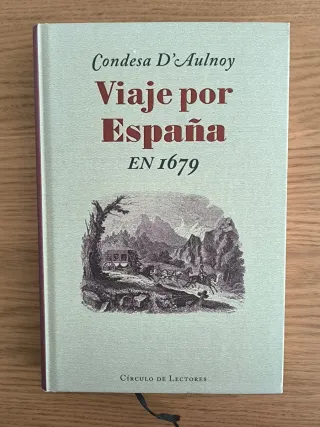 Condesa D'Aulnoy
Viaje por
España
EN 1679
CÍRCULO DE LECTORES